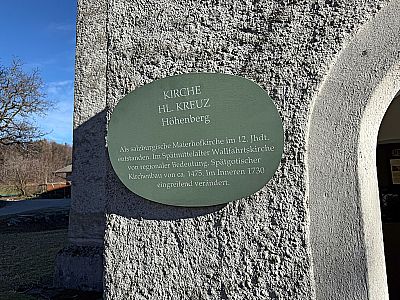 KIRCHE
HL. KREUZ
Höhenberg
Als salzburgische Maierhofkirche im 12. Jhdt.
entstanden. Im Spätmittelalter Wallfahrtskirche
von regionaler Bedeutung. Spätgotischer
Kirchenbau von ca. 1475. Im Inneren 1730
eingreifend verändert.